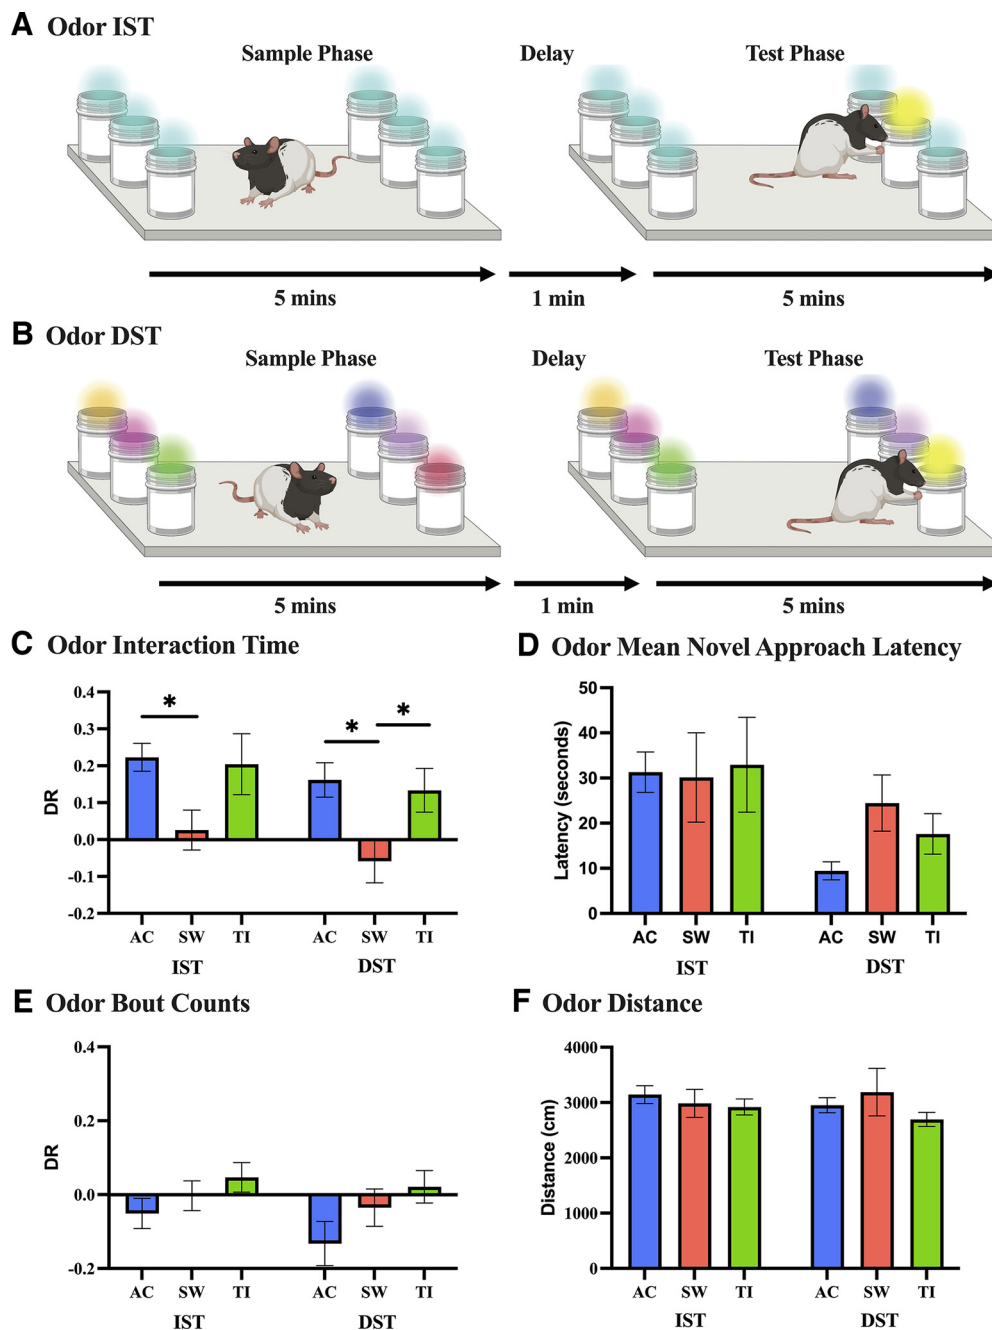 A Odor IST
Sample Phase Delay Test Phase
5 mins 1 min 5 mins
B Odor DST
Sample Phase Delay Test Phase
5 mins 1 min 5 mins
C Odor Interaction Time
0.4
0.3
0.2
0.1
0.0
-0.1
-0.2
DR
* * *
AC SW TI AC SW TI
IST DST
D Odor Mean Novel Approach Latency
50
40
30
20
10
0
Latency (seconds)
AC SW TI AC SW TI
IST DST
E Odor Bout Counts
0.4
0.2
0.0
-0.2
DR
AC SW TI AC SW TI
IST DST
F Odor Distance
4000
3000
2000
1000
0
Distance (cm)
AC SW TI AC SW TI
IST DST